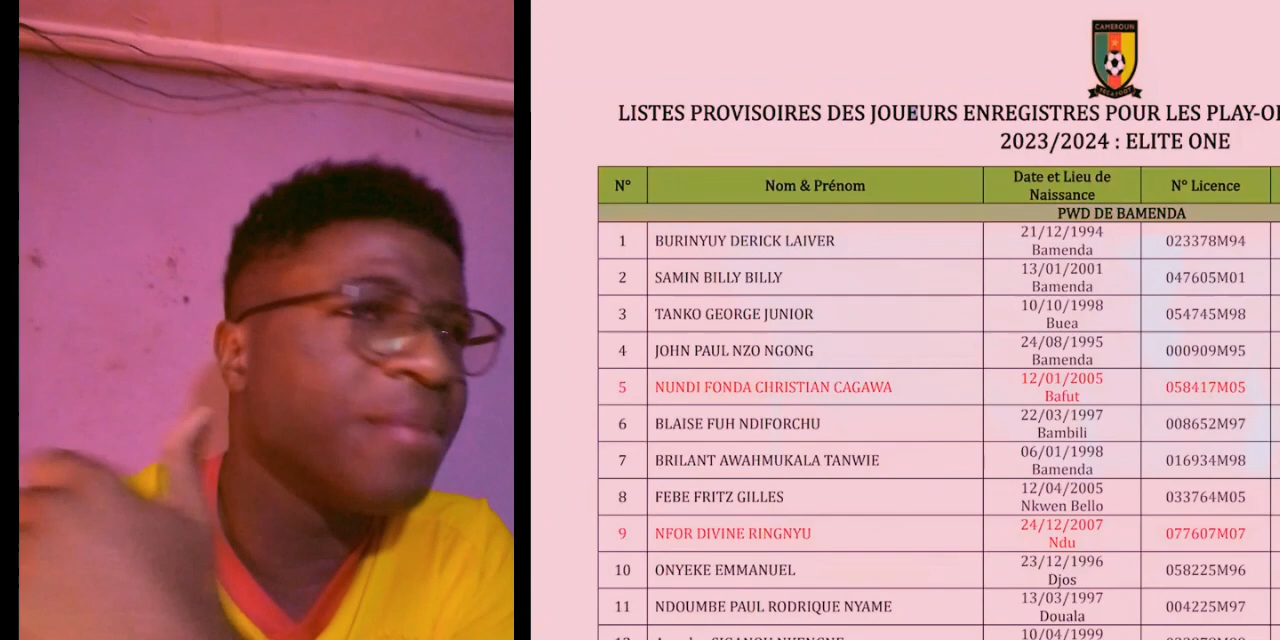 CAMEROUN
FECAFOOT
LISTES PROVISOIRES DES JOUEURS ENREGISTRES POUR LES PLAY-
2023/2024 : ELITE ONE
N° Nom & Prénom Date et Lieu de Naissance N° Licence
PWD DE BAMENDA
1 BURINYUY DERICK LAIVER 21/12/1994 Bamenda 023378M94
2 SAMIN BILLY BILLY 13/01/2001 Bamenda 047605M01
3 TANKO GEORGE JUNIOR 10/10/1998 Buea 054745M98
4 JOHN PAUL NZO NGONG 24/08/1995 Bamenda 000909M95
5 NUNDI FONDA CHRISTIAN CAGAWA 12/01/2005 Bafut 058417M05
6 BLAISE FUH NDIFORCHU 22/03/1997 Bambili 008652M97
7 BRILANT AWAHMUKALA TANWIE 06/01/1998 Bamenda 016934M98
8 FEBE FRITZ GILLES 12/04/2005 Nkwen Bello 033764M05
9 NFOR DIVINE RINGNYU 24/12/2007 Ndu 077607M07
10 ONYEKE EMMANUEL 23/12/1996 Djos 058225M96
11 NDOUMBE PAUL RODRIQUE NYAME 13/03/1997 Douala 004225M97
10/04/1999